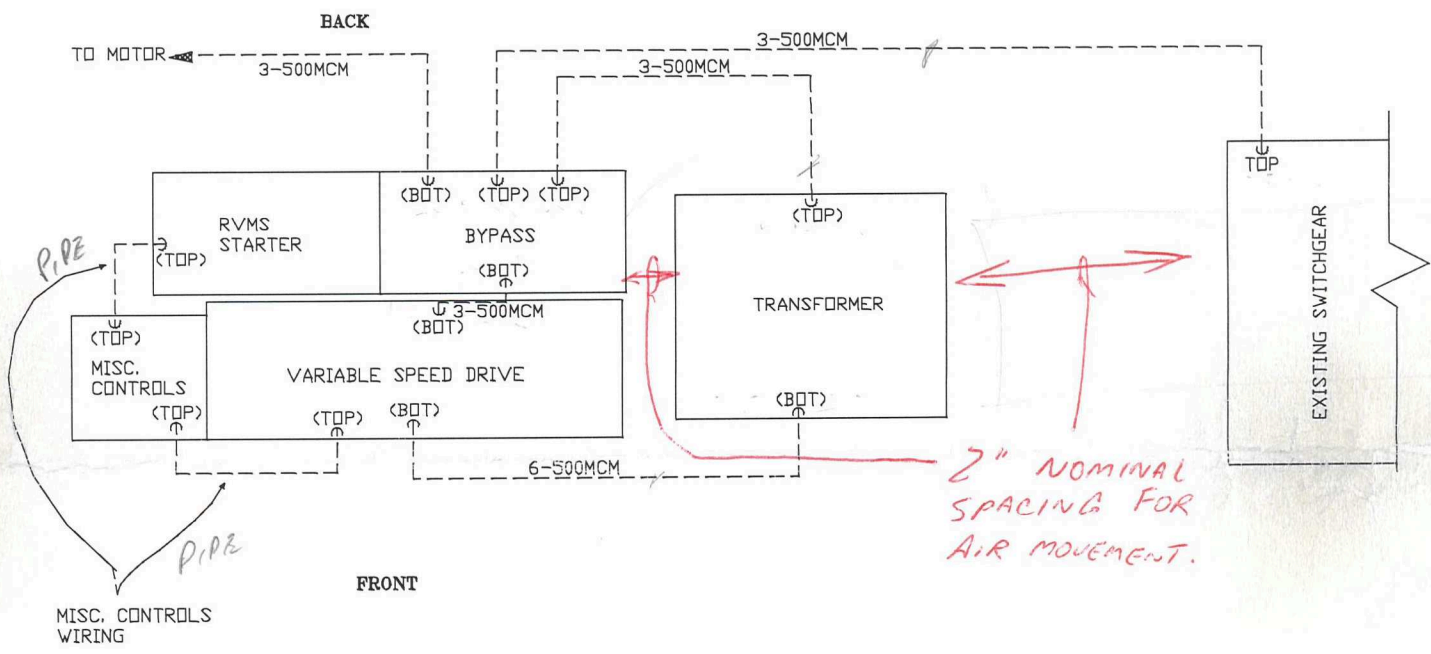 BACK
TO MOTOR
3-500MCM
3-500MCM
3-500MCM
TOP
(BOT) (TOP) (TOP)
(TOP)
RVMS
STARTER
BYPASS
PIPE
(TOP)
(BOT)
EXISTING SWITCHGEAR
TRANSFORMER
3-500MCM
(BOT)
(TOP)
MISC.
CONTROLS
VARIABLE SPEED DRIVE
(TOP)
(TOP)
(BOT)
(BOT)
6-500MCM
2" NOMINAL
SPACING FOR
AIR MOVEMENT.
PIPE
FRONT
MISC. CONTROLS
WIRING